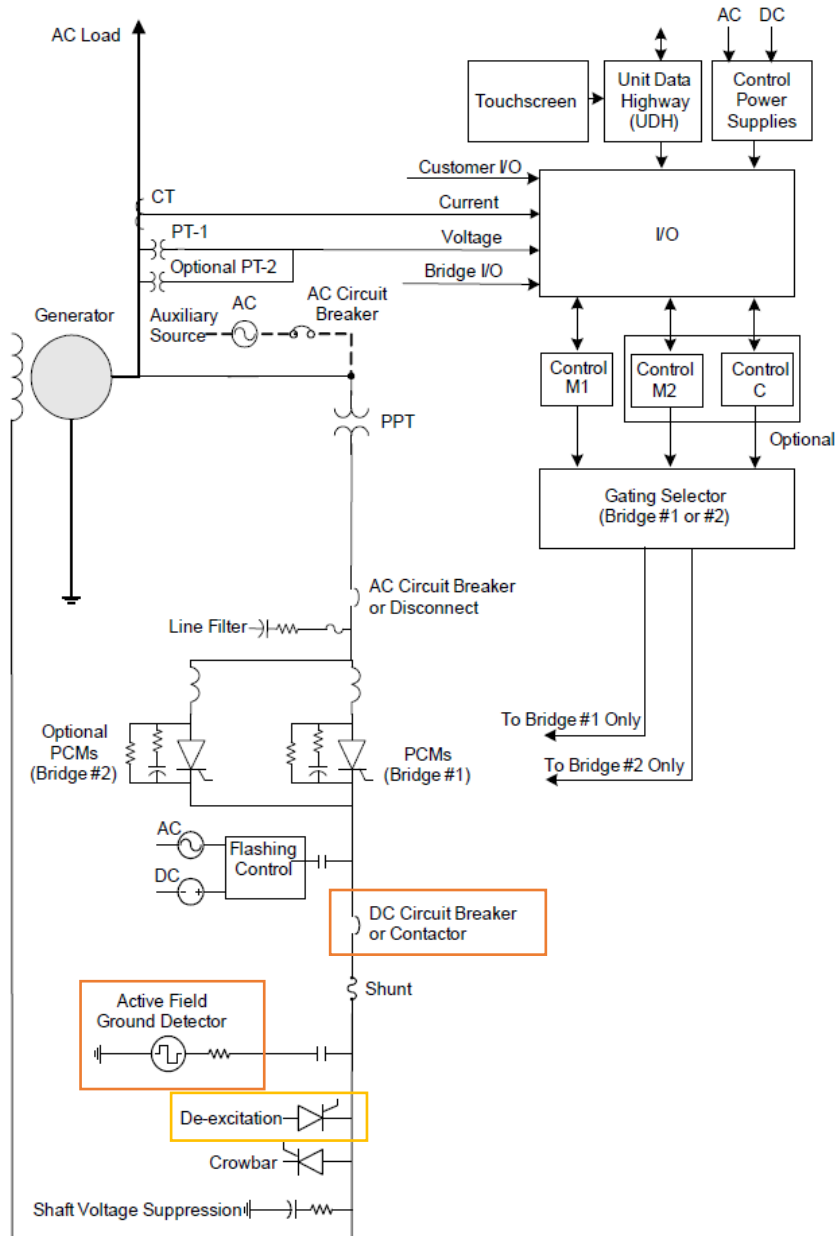 AC Load
AC DC
Touchscreen
Unit Data
Highway
(UDH)
Control
Power
Supplies
Customer I/O
CT
Current
I/O
PT-1
Voltage
Optional PT-2
Bridge I/O
Generator
Auxiliary
Source
AC
AC Circuit
Breaker
Control
M1
Control
M2
Control
C
PPT
Optional
Gating Selector
(Bridge #1 or #2)
AC Circuit Breaker
or Disconnect
Line Filter
To Bridge #1 Only
Optional
PCMs
(Bridge #2)
PCMs
(Bridge #1)
To Bridge #2 Only
AC
DC
- +
Flashing
Control
DC Circuit Breaker
or Contactor
Shunt
Active Field
Ground Detector
De-excitation
Crowbar
Shaft Voltage Suppression